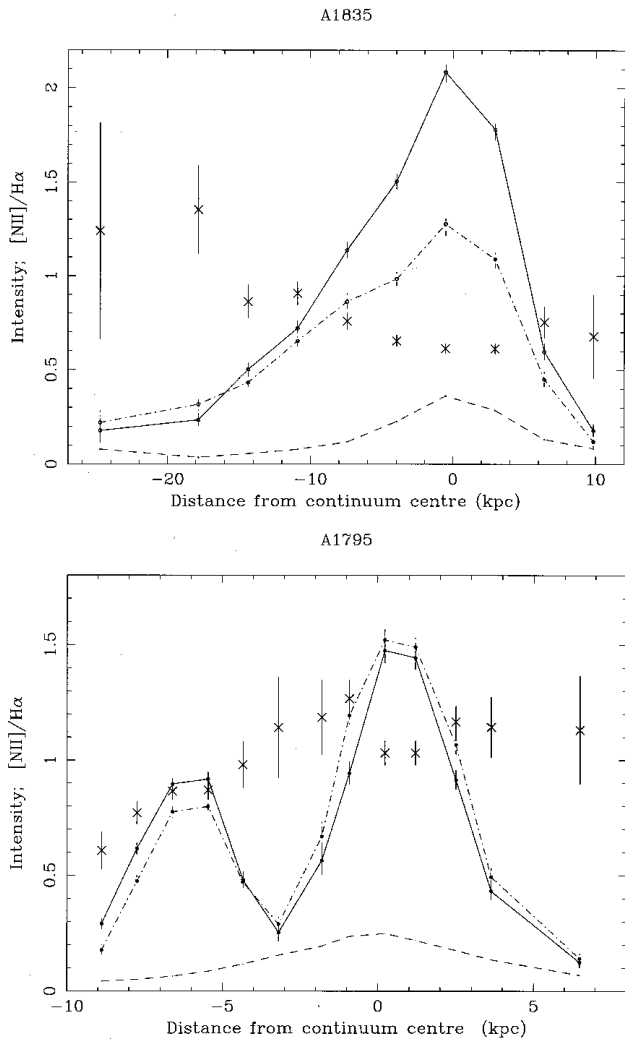 A1835
2
1.5
1
0.5
0
Intensity; [NII]/Hα
−20
−10
0
10
Distance from continuum centre (kpc)
A1795
1.5
1
0.5
0
Intensity; [NII]/Hα
−10
−5
0
5
Distance from continuum centre (kpc)